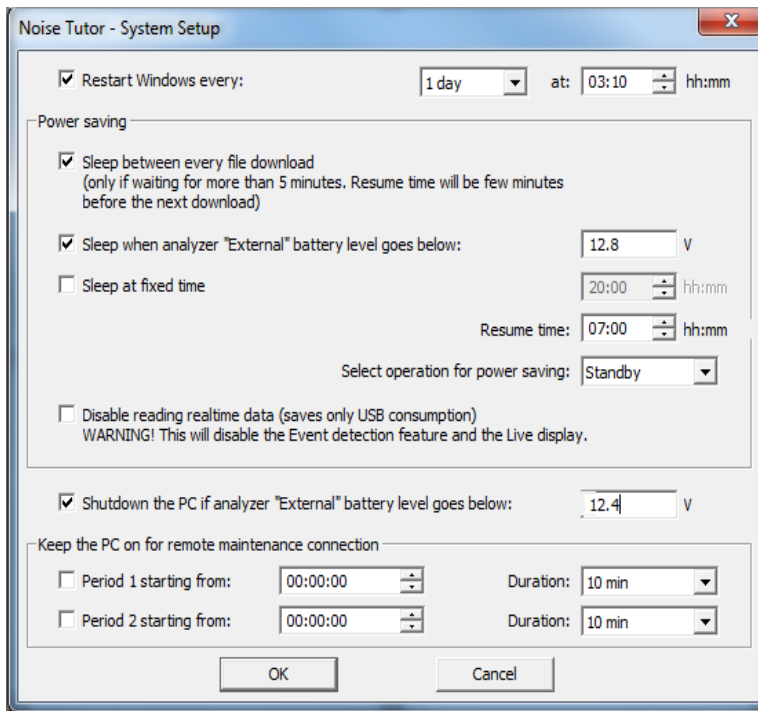 Noise Tutor - System Setup
X
Restart Windows every: 1 day at: 03:10 hh:mm
Power saving
Sleep between every file download
(only if waiting for more than 5 minutes. Resume time will be few minutes
before the next download)
Sleep when analyzer "External" battery level goes below: 12.8 V
Sleep at fixed time 20:00 hh:mm
Resume time: 07:00 hh:mm
Select operation for power saving: Standby
Disable reading realtime data (saves only USB consumption)
WARNING! This will disable the Event detection feature and the Live display.
Shutdown the PC if analyzer "External" battery level goes below: 12.4 V
Keep the PC on for remote maintenance connection
Period 1 starting from: 00:00:00 Duration: 10 min
Period 2 starting from: 00:00:00 Duration: 10 min
OK Cancel